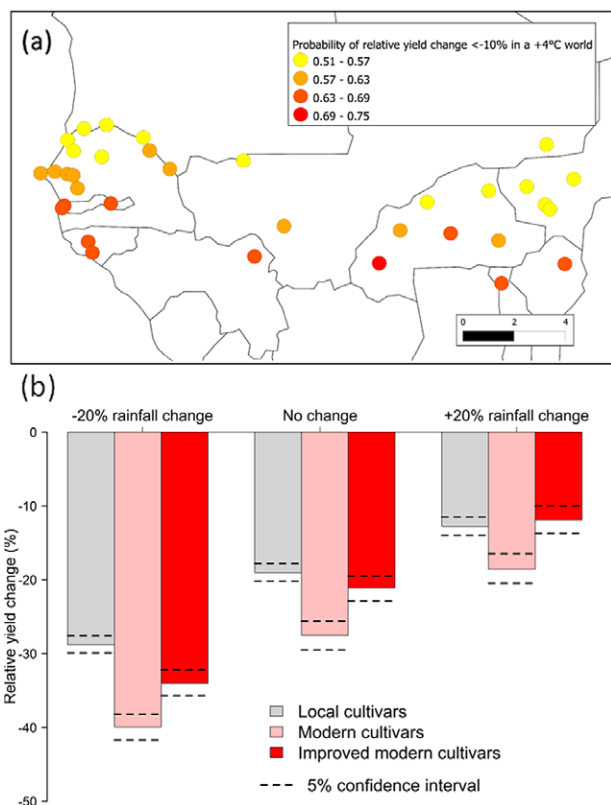 (a)
Probability of relative yield change <-10% in a +4°C world
0.51 - 0.57
0.57 - 0.63
0.63 - 0.69
0.69 - 0.75
0 2 4
(b)
-20% rainfall change No change +20% rainfall change
0
-10
-20
-30
-40
-50
Relative yield change (%)
Local cultivars
Modern cultivars
Improved modern cultivars
5% confidence interval